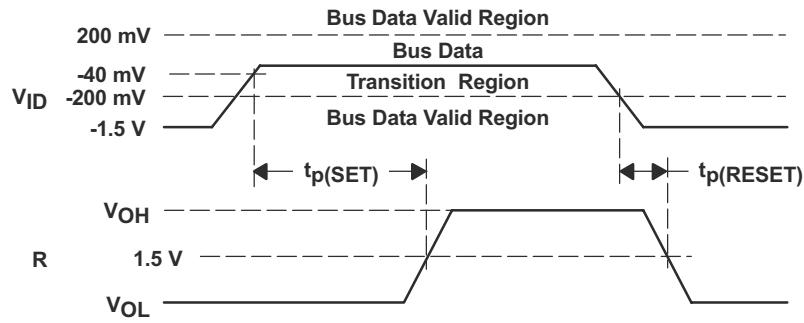 Bus Data Valid Region
200 mV
Bus Data
-40 mV
Transition Region
VID
-200 mV
Bus Data Valid Region
-1.5 V
tp(SET)
tp(RESET)
VOH
R
1.5 V
VOL